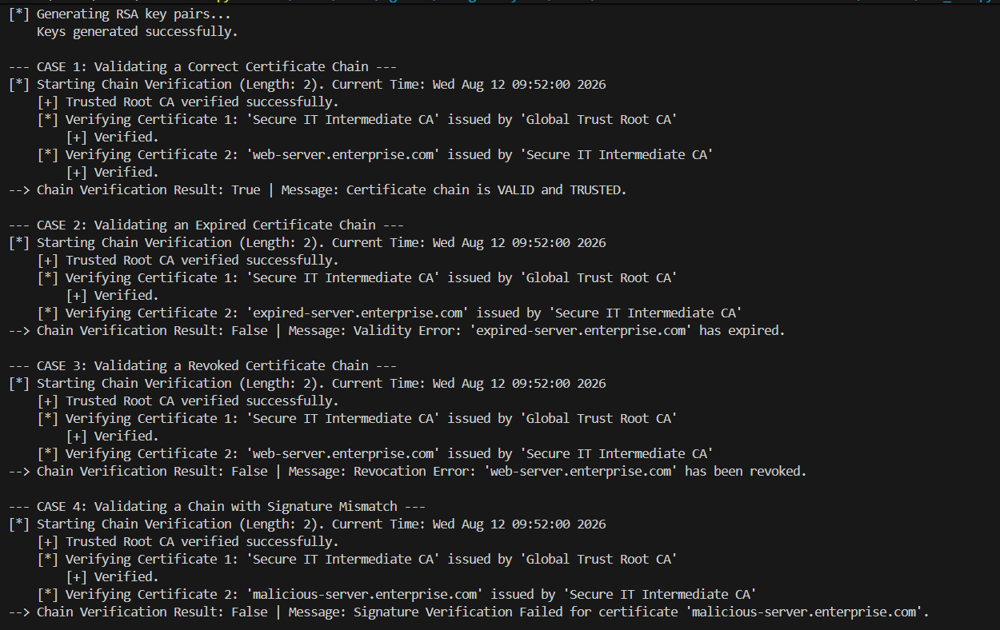 [*] Generating RSA key pairs...
    Keys generated successfully.

--- CASE 1: Validating a Correct Certificate Chain ---
[*] Starting Chain Verification (Length: 2). Current Time: Wed Aug 12 09:52:00 2026
    [+] Trusted Root CA verified successfully.
    [*] Verifying Certificate 1: 'Secure IT Intermediate CA' issued by 'Global Trust Root CA'
        [+] Verified.
    [*] Verifying Certificate 2: 'web-server.enterprise.com' issued by 'Secure IT Intermediate CA'
        [+] Verified.
--> Chain Verification Result: True | Message: Certificate chain is VALID and TRUSTED.

--- CASE 2: Validating an Expired Certificate Chain ---
[*] Starting Chain Verification (Length: 2). Current Time: Wed Aug 12 09:52:00 2026
    [+] Trusted Root CA verified successfully.
    [*] Verifying Certificate 1: 'Secure IT Intermediate CA' issued by 'Global Trust Root CA'
        [+] Verified.
    [*] Verifying Certificate 2: 'expired-server.enterprise.com' issued by 'Secure IT Intermediate CA'
--> Chain Verification Result: False | Message: Validity Error: 'expired-server.enterprise.com' has expired.

--- CASE 3: Validating a Revoked Certificate Chain ---
[*] Starting Chain Verification (Length: 2). Current Time: Wed Aug 12 09:52:00 2026
    [+] Trusted Root CA verified successfully.
    [*] Verifying Certificate 1: 'Secure IT Intermediate CA' issued by 'Global Trust Root CA'
        [+] Verified.
    [*] Verifying Certificate 2: 'web-server.enterprise.com' issued by 'Secure IT Intermediate CA'
--> Chain Verification Result: False | Message: Revocation Error: 'web-server.enterprise.com' has been revoked.

--- CASE 4: Validating a Chain with Signature Mismatch ---
[*] Starting Chain Verification (Length: 2). Current Time: Wed Aug 12 09:52:00 2026
    [+] Trusted Root CA verified successfully.
    [*] Verifying Certificate 1: 'Secure IT Intermediate CA' issued by 'Global Trust Root CA'
        [+] Verified.
    [*] Verifying Certificate 2: 'malicious-server.enterprise.com' issued by 'Secure IT Intermediate CA'
--> Chain Verification Result: False | Message: Signature Verification Failed for certificate 'malicious-server.enterprise.com'.